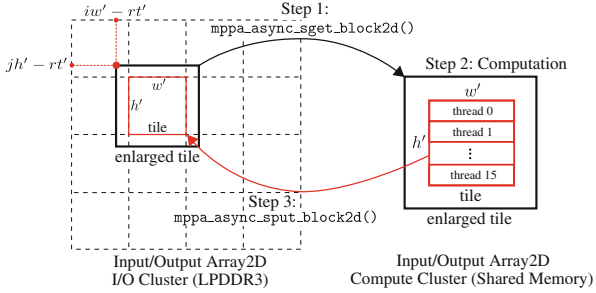 iw′ − rt′
Step 1:
mppa_async_sget_block2d()
jh′ − rt′
w′
h′
tile
enlarged tile
Step 2: Computation
w′
thread 0
thread 1
⋮
thread 15
h′
tile
enlarged tile
Step 3:
mppa_async_sput_block2d()
Input/Output Array2D
I/O Cluster (LPDDR3)
Input/Output Array2D
Compute Cluster (Shared Memory)